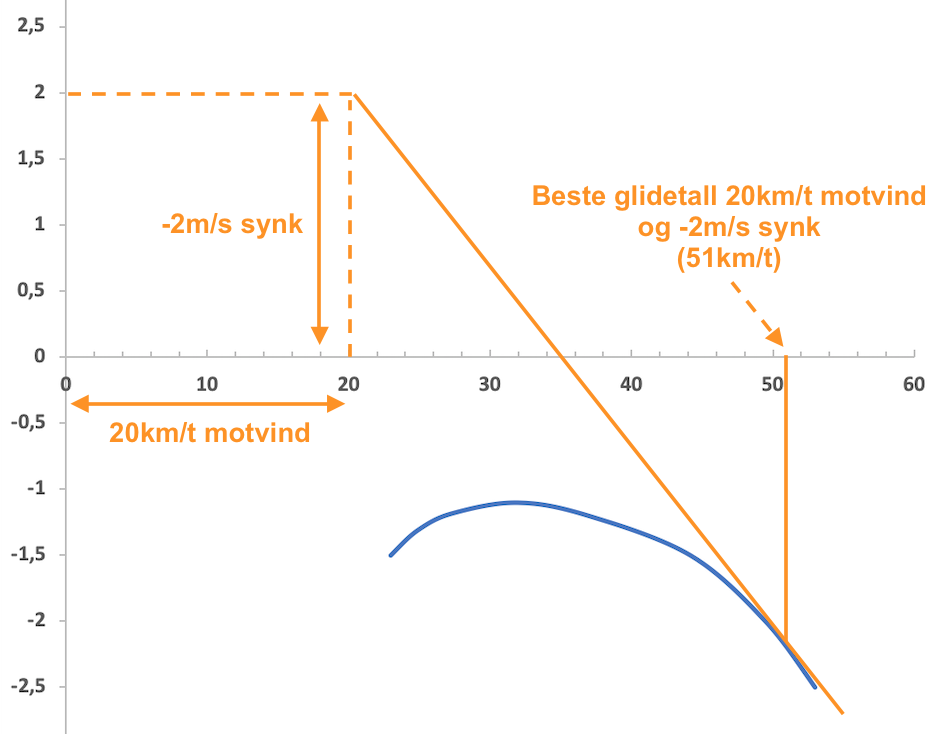 2,5
2
1,5
1
0,5
0
-0,5
-1
-1,5
-2
-2,5
0 10 20 30 40 50 60
-2m/s synk
20km/t motvind
Beste glidetall 20km/t motvind
og -2m/s synk
(51km/t)